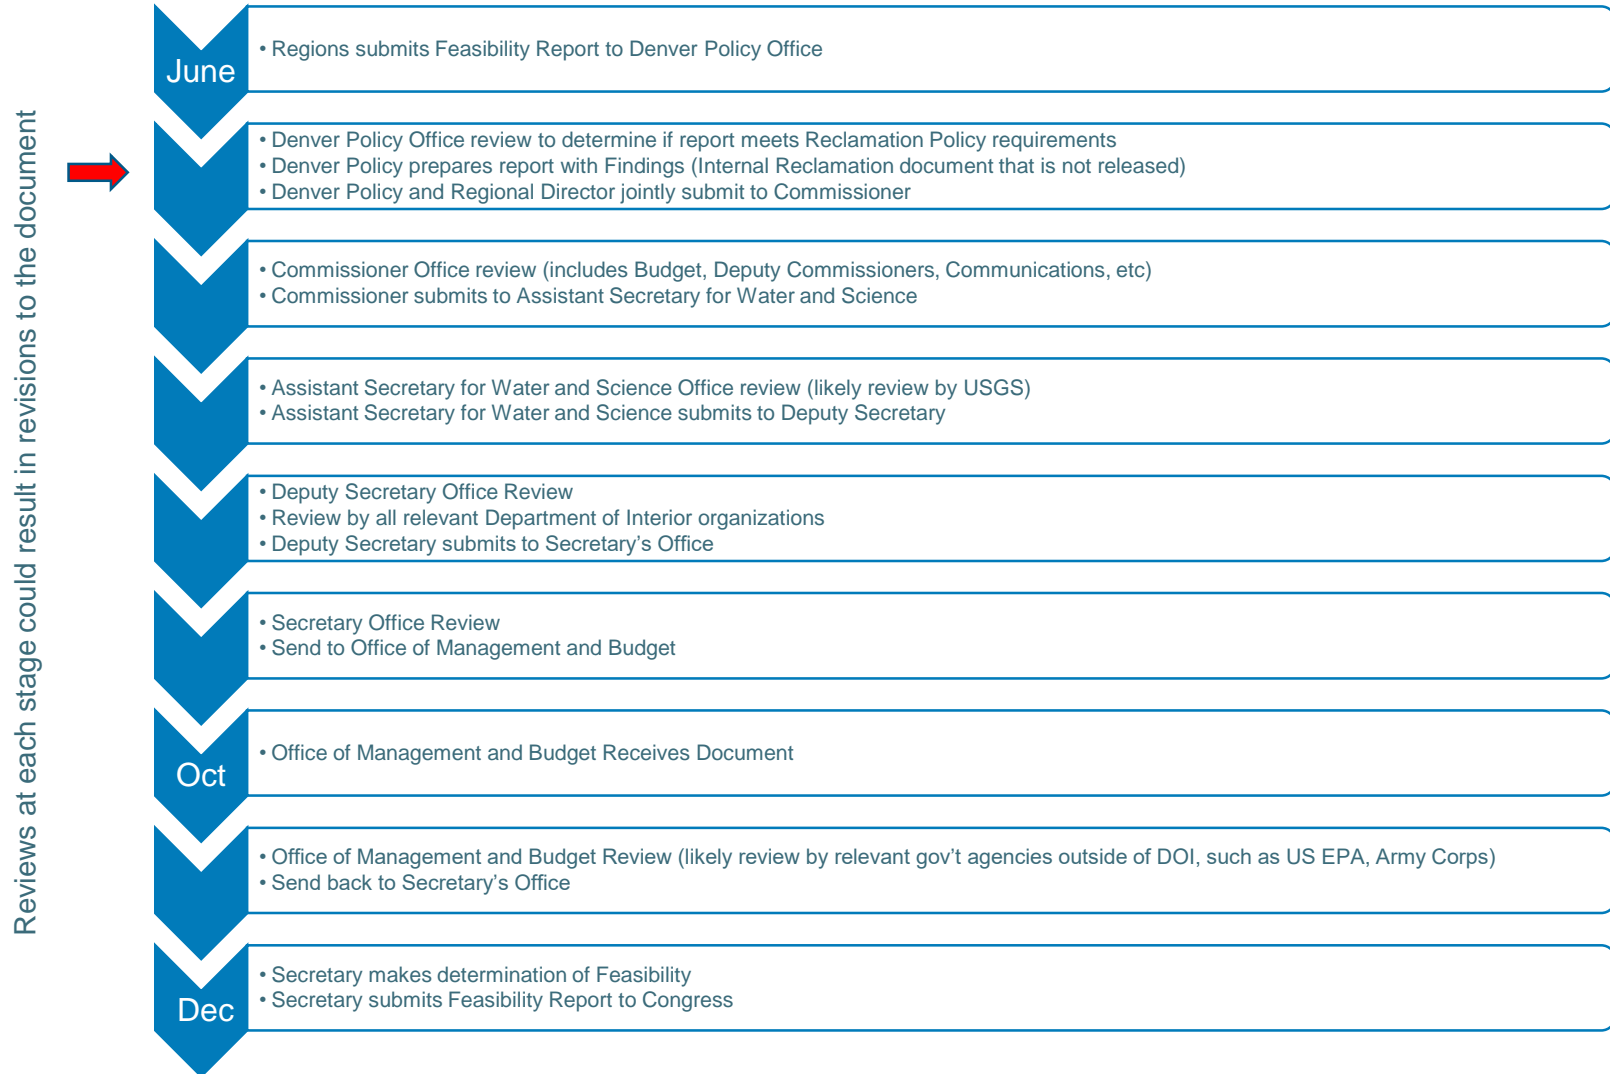 Reviews at each stage could result in revisions to the document
June
• Regions submits Feasibility Report to Denver Policy Office
• Denver Policy Office review to determine if report meets Reclamation Policy requirements
• Denver Policy prepares report with Findings (Internal Reclamation document that is not released)
• Denver Policy and Regional Director jointly submit to Commissioner
• Commissioner Office review (includes Budget, Deputy Commissioners, Communications, etc)
• Commissioner submits to Assistant Secretary for Water and Science
• Assistant Secretary for Water and Science Office review (likely review by USGS)
• Assistant Secretary for Water and Science submits to Deputy Secretary
• Deputy Secretary Office Review
• Review by all relevant Department of Interior organizations
• Deputy Secretary submits to Secretary’s Office
• Secretary Office Review
• Send to Office of Management and Budget
Oct
• Office of Management and Budget Receives Document
• Office of Management and Budget Review (likely review by relevant gov’t agencies outside of DOI, such as US EPA, Army Corps)
• Send back to Secretary’s Office
Dec
• Secretary makes determination of Feasibility
• Secretary submits Feasibility Report to Congress